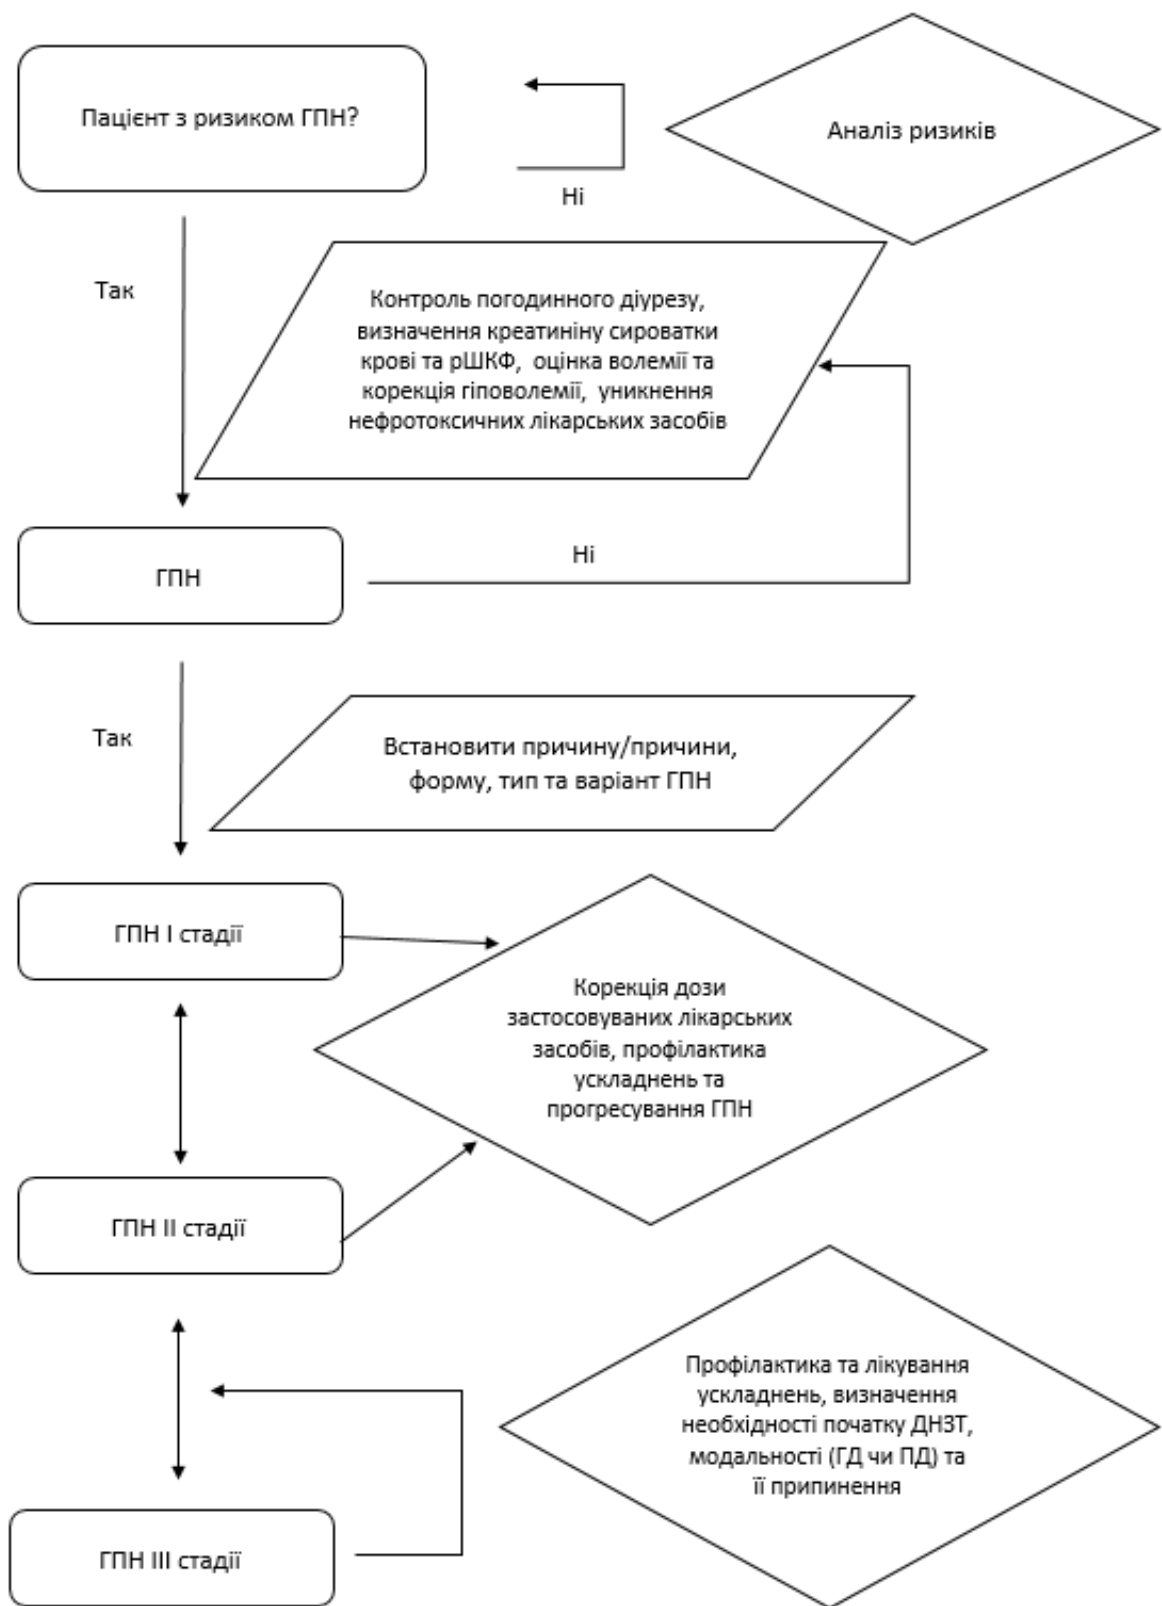 Пацієнт з ризиком ГПН?
Аналіз ризиків
Ні
Так
Контроль погодинного діурезу,
визначення креатиніну сироватки
крові та рШКФ, оцінка волемії та
корекція гіповолемії, уникнення
нефротоксичних лікарських засобів
ГПН
Ні
Так
Встановити причину/причини,
форму, тип та варіант ГПН
ГПН I стадії
Корекція дози
застосовуваних лікарських
засобів, профілактика
ускладнень та
прогресування ГПН
ГПН II стадії
Профілактика та лікування
ускладнень, визначення
необхідності початку ДНЗТ,
модальності (ГД чи ПД) та
її припинення
ГПН III стадії